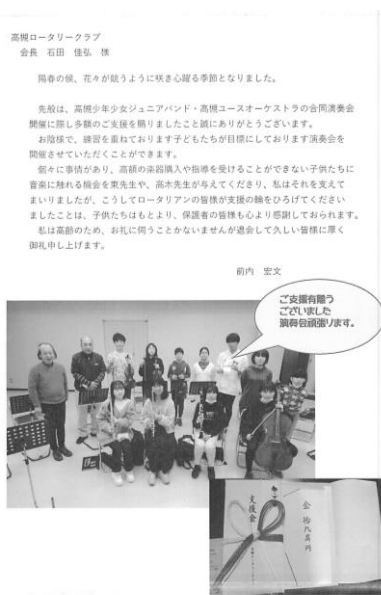 高槻ロータリークラブ
会長 石田 佳弘 様
陽春の候、花々が競うように咲き心躍る季節となりました。
先般は、高槻少年少女ジュニアバンド・高槻ユースオーケストラの合同演奏会
開催に際し多額のご支援を賜りましたこと誠にありがとうございます。
お陰様で、練習を重ねております子どもたちが目標にしております演奏会を
開催させていただくことができます。
個々に事情があり、高額の楽器購入や指導を受けることができない子供たちに
音楽に触れる機会を東先生や、高木先生が与えてくださり、私はそれを支えて
まいりましたが、こうしてロータリアンの皆様が支援の輪をひろげてください
ましたことは、子供たちはもとより、保護者の皆様も心より感謝しておられます。
私は高齢のため、お礼に伺うことかないませんが退会して久しい皆様に厚く
御礼申し上げます。
前内 宏文
ご支援有難う
ございました
演奏会頑張ります。
支援金
金 拾 万円